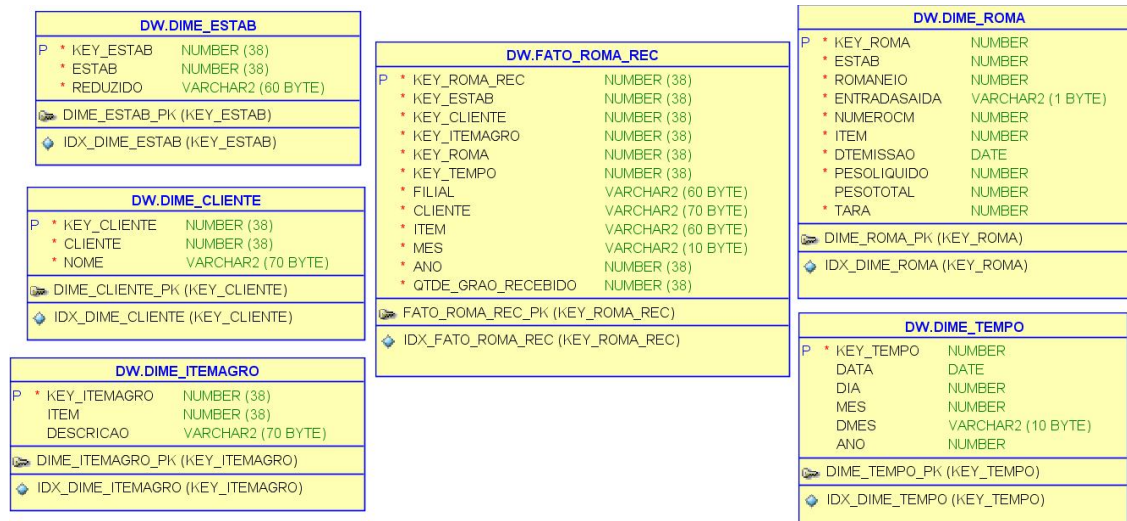 DW.DIME_ESTAB
P * KEY_ESTAB NUMBER (38)
* ESTAB NUMBER (38)
* REDUZIDO VARCHAR2 (60 BYTE)
DIME_ESTAB_PK (KEY_ESTAB)
IDX_DIME_ESTAB (KEY_ESTAB)
DW.DIME_CLIENTE
P * KEY_CLIENTE NUMBER (38)
* CLIENTE NUMBER (38)
* NOME VARCHAR2 (70 BYTE)
DIME_CLIENTE_PK (KEY_CLIENTE)
IDX_DIME_CLIENTE (KEY_CLIENTE)
DW.DIME_ITEMAGRO
P * KEY_ITEMAGRO NUMBER (38)
ITEM NUMBER (38)
DESCRICAO VARCHAR2 (70 BYTE)
DIME_ITEMAGRO_PK (KEY_ITEMAGRO)
IDX_DIME_ITEMAGRO (KEY_ITEMAGRO)
DW.FATO_ROMA_REC
P * KEY_ROMA_REC NUMBER (38)
* KEY_ESTAB NUMBER (38)
* KEY_CLIENTE NUMBER (38)
* KEY_ITEMAGRO NUMBER (38)
* KEY_ROMA NUMBER (38)
* KEY_TEMPO NUMBER (38)
* FILIAL VARCHAR2 (60 BYTE)
* CLIENTE VARCHAR2 (70 BYTE)
* ITEM VARCHAR2 (60 BYTE)
* MES VARCHAR2 (10 BYTE)
* ANO NUMBER (38)
* QTDE_GRAO_RECEBIDO NUMBER (38)
FATO_ROMA_REC_PK (KEY_ROMA_REC)
IDX_FATO_ROMA_REC (KEY_ROMA_REC)
DW.DIME_ROMA
P * KEY_ROMA NUMBER
* ESTAB NUMBER
* ROMANEIO NUMBER
* ENTRADASAIDA VARCHAR2 (1 BYTE)
* NUMEROCM NUMBER
* ITEM NUMBER
* DTEMISSAO DATE
* PESOLIQUIDO NUMBER
PESOTOTAL NUMBER
* TARA NUMBER
DIME_ROMA_PK (KEY_ROMA)
IDX_DIME_ROMA (KEY_ROMA)
DW.DIME_TEMPO
P * KEY_TEMPO NUMBER
DATA DATE
DIA NUMBER
MES NUMBER
DMES VARCHAR2 (10 BYTE)
ANO NUMBER
DIME_TEMPO_PK (KEY_TEMPO)
IDX_DIME_TEMPO (KEY_TEMPO)